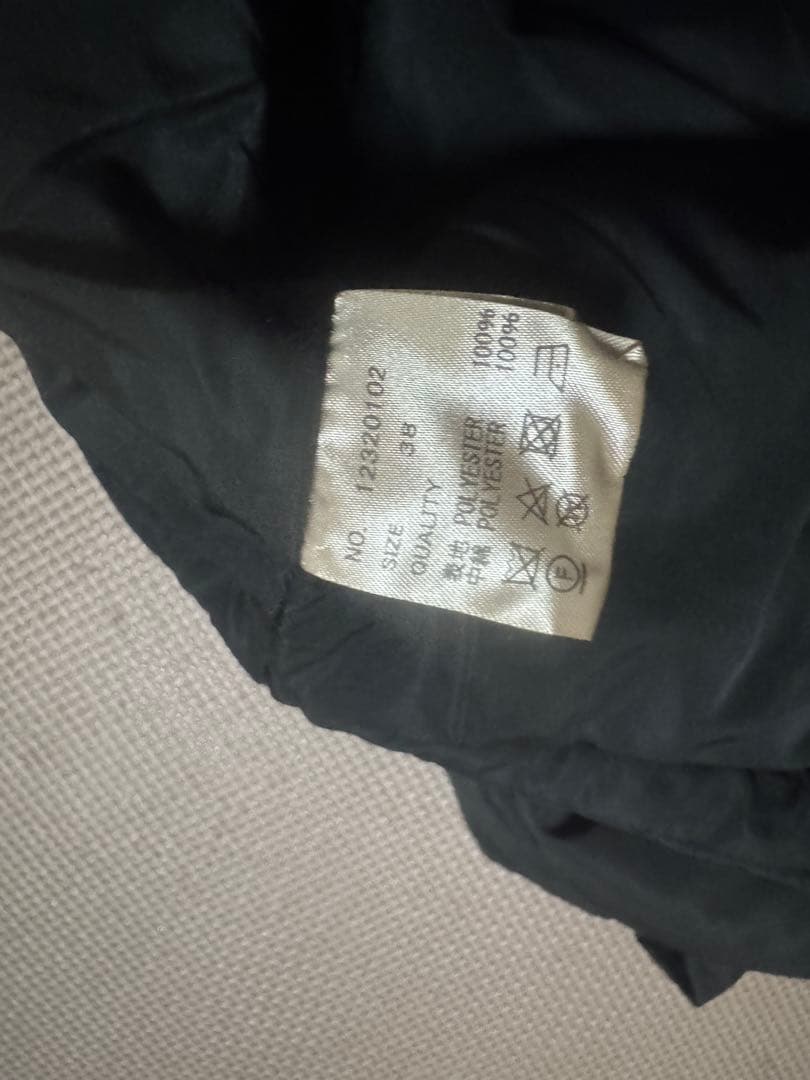 NO. 12320102
SIZE 38
QUALITY
表地 POLYESTER 100%
中綿 POLYESTER 100%
F